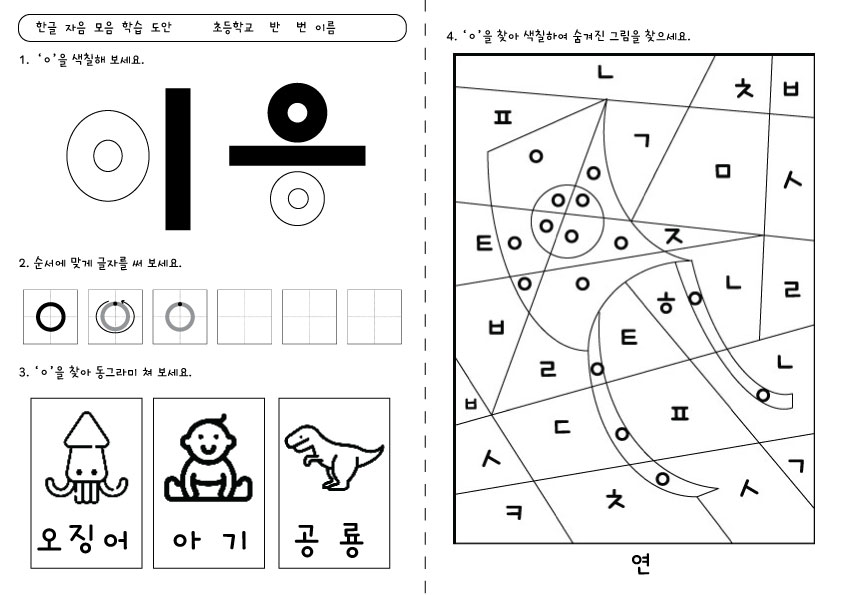 한글 자음 모음 학습 도안 초등학교 반 번 이름
1. ‘ㅇ’을 색칠해 보세요.
이 응
2. 순서에 맞게 글자를 써 보세요.
ㅇ ㅇ ㅇ
3. ‘ㅇ’을 찾아 동그라미 쳐 보세요.
오징어
아 기
공 룡
4. ‘ㅇ’을 찾아 색칠하여 숨겨진 그림을 찾으세요.
ㄴ ㅊ ㅂ
ㅍ ㄱ
ㅇ ㅇ ㅁ ㅅ
ㅇ ㅇ
ㅇ ㅇ
ㅌ ㅇ ㅇ ㅈ
ㅇ ㅇ ㅎ ㅇ ㄴ ㄹ
ㅂ ㅌ
ㄹ ㅇ ㄴ
ㅂ ㅍ ㅇ
ㄷ ㅇ
ㅅ ㅇ ㅅ ㄱ
ㅋ ㅊ
연